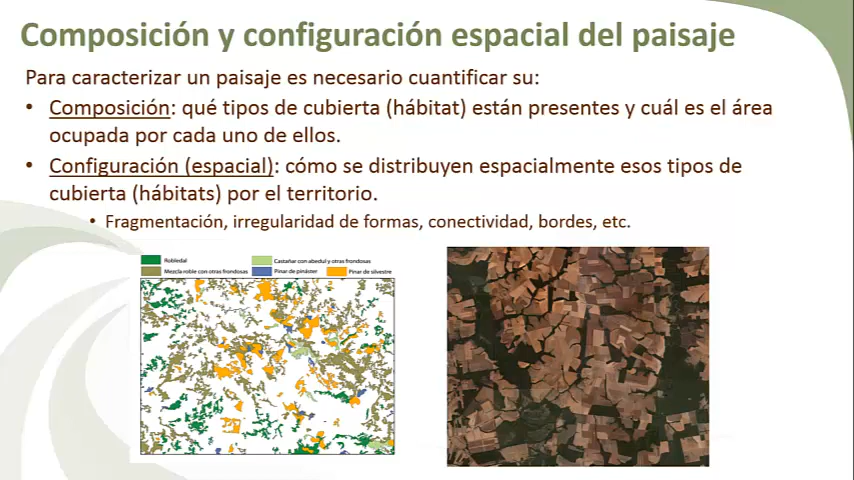 Composición y configuración espacial del paisaje
Para caracterizar un paisaje es necesario cuantificar su:
• Composición: qué tipos de cubierta (hábitat) están presentes y cuál es el área
ocupada por cada uno de ellos.
• Configuración (espacial): cómo se distribuyen espacialmente esos tipos de
cubierta (hábitats) por el territorio.
• Fragmentación, irregularidad de formas, conectividad, bordes, etc.
Robledal
Castañar con abedul y otras frondosas
Mezcla roble con otras frondosas
Pinar de pináster
Pinar de silvestre